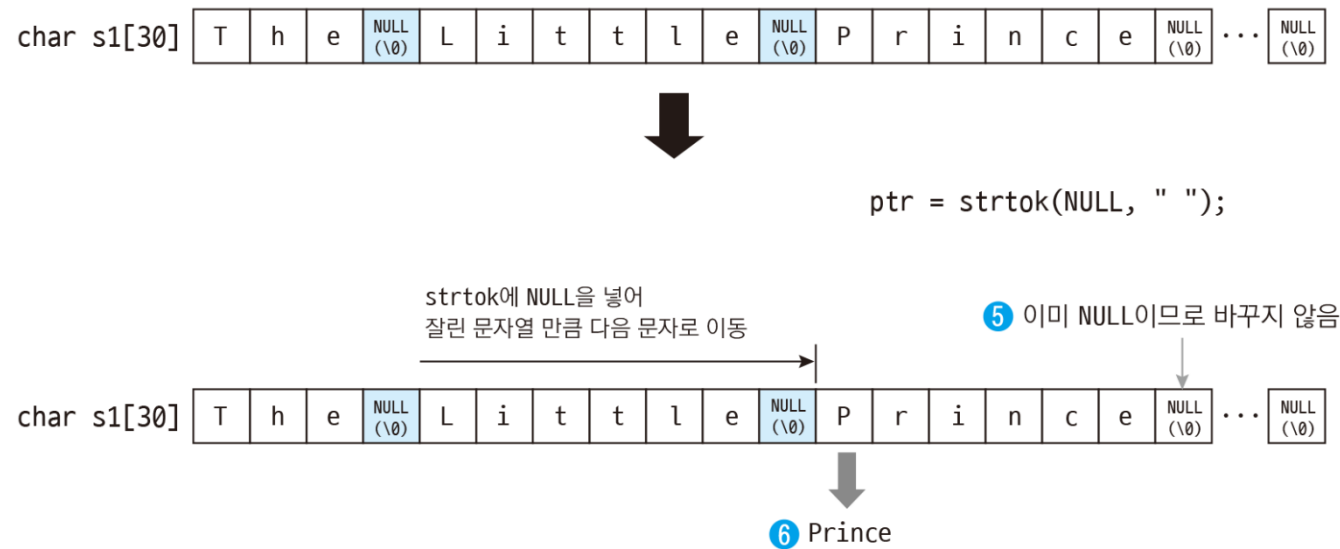 char s1[30] T h e NULL (\0) L i t t l e NULL (\0) P r i n c e NULL (\0) ··· NULL (\0)
ptr = strtok(NULL, " ");
strtok에 NULL을 넣어
잘린 문자열 만큼 다음 문자로 이동
5 이미 NULL이므로 바꾸지 않음
char s1[30] T h e NULL (\0) L i t t l e NULL (\0) P r i n c e NULL (\0) ··· NULL (\0)
6 Prince